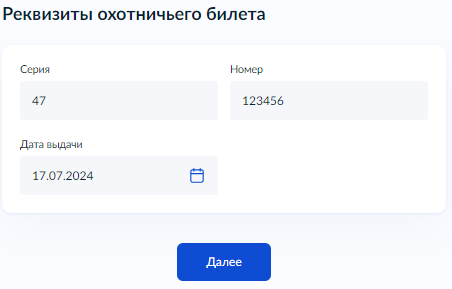 Реквизиты охотничьего билета
Серия Номер
47 123456
Дата выдачи
17.07.2024
Далее